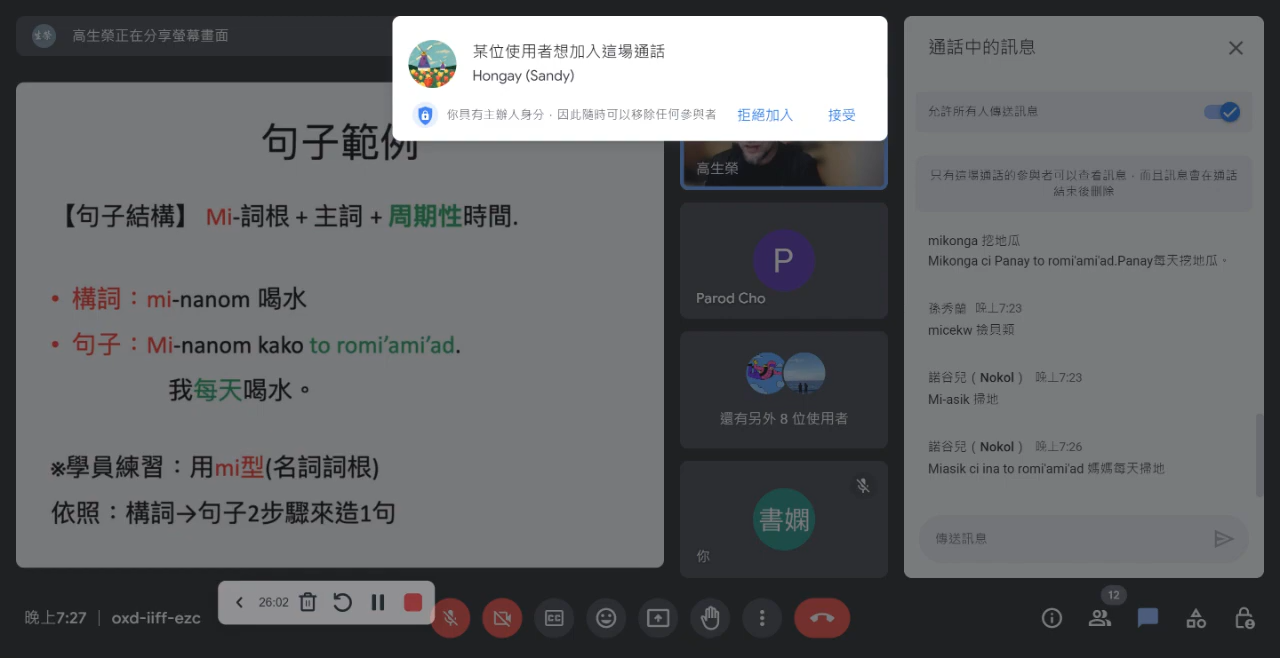 高生榮正在分享螢幕畫面
某位使用者想加入這場通話
Hongay (Sandy)
你具有主辦人身分，因此隨時可以移除任何參與者
拒絕加入
接受
句子範例
【句子結構】 Mi-詞根 + 主詞 + 周期性時間.
• 構詞：mi-nanom 喝水
• 句子：Mi-nanom kako to romi’ami’ad.
我每天喝水。
※學員練習：用mi型(名詞詞根)
依照：構詞→句子2步驟來造1句
高生榮
P
Parod Cho
還有另外 8 位使用者
書嫻
你
通話中的訊息
允許所有人傳送訊息
只有這場通話的參與者可以查看訊息，而且訊息會在通話
結束後刪除
mikonga 挖地瓜
Mikonga ci Panay to romi'ami'ad.Panay每天挖地瓜。
孫秀蘭 晚上7:23
micekw 撿貝類
諾谷兒 ( Nokol ) 晚上7:23
Mi-asik 掃地
諾谷兒 ( Nokol ) 晚上7:26
Miasik ci ina to romi'ami'ad 媽媽每天掃地
傳送訊息
晚上7:27 | oxd-iiff-ezc
26:02
12